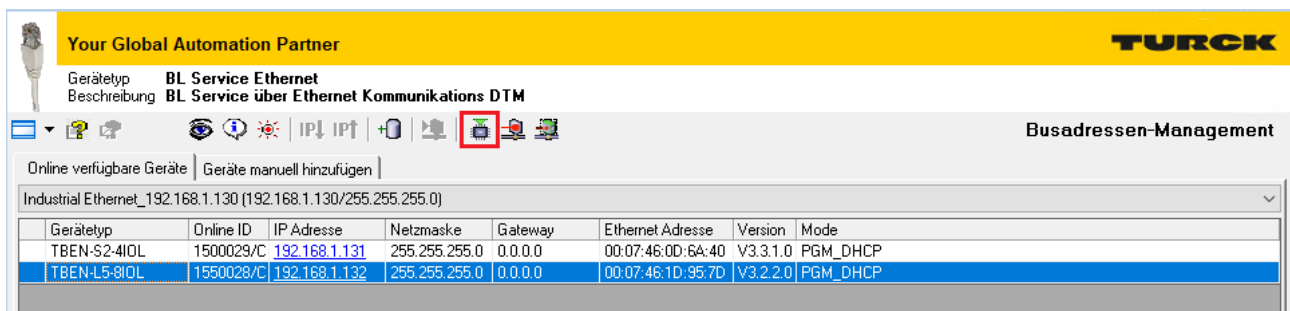 Your Global Automation Partner
TURCK
Gerätetyp BL Service Ethernet
Beschreibung BL Service über Ethernet Kommunikations DTM
IP IP
Busadressen-Management
Online verfügbare Geräte Geräte manuell hinzufügen
Industrial Ethernet_192.168.1.130 (192.168.1.130/255.255.255.0)
Gerätetyp Online ID IP Adresse Netzmaske Gateway Ethernet Adresse Version Mode
TBEN-S2-4IOL 1500029/C 192.168.1.131 255.255.255.0 0.0.0.0 00:07:46:0D:6A:40 V3.3.1.0 PGM_DHCP
TBEN-L5-8IOL 1550028/C 192.168.1.132 255.255.255.0 0.0.0.0 00:07:46:1D:95:7D V3.2.2.0 PGM_DHCP